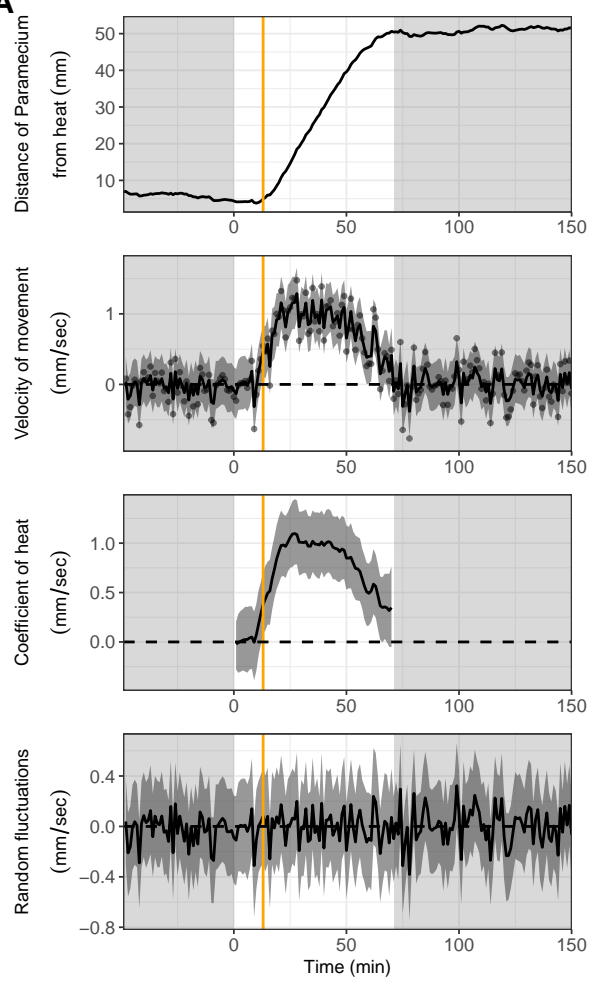 A
Distance of Paramecium
from heat (mm)
50
40
30
20
10
0 50 100 150
Velocity of movement
(mm/sec)
1
0
0 50 100 150
Coefficient of heat
(mm/sec)
1.0
0.5
0.0
0 50 100 150
Random fluctuations
(mm/sec)
0.4
0.0
−0.4
−0.8
0 50 100 150
Time (min)